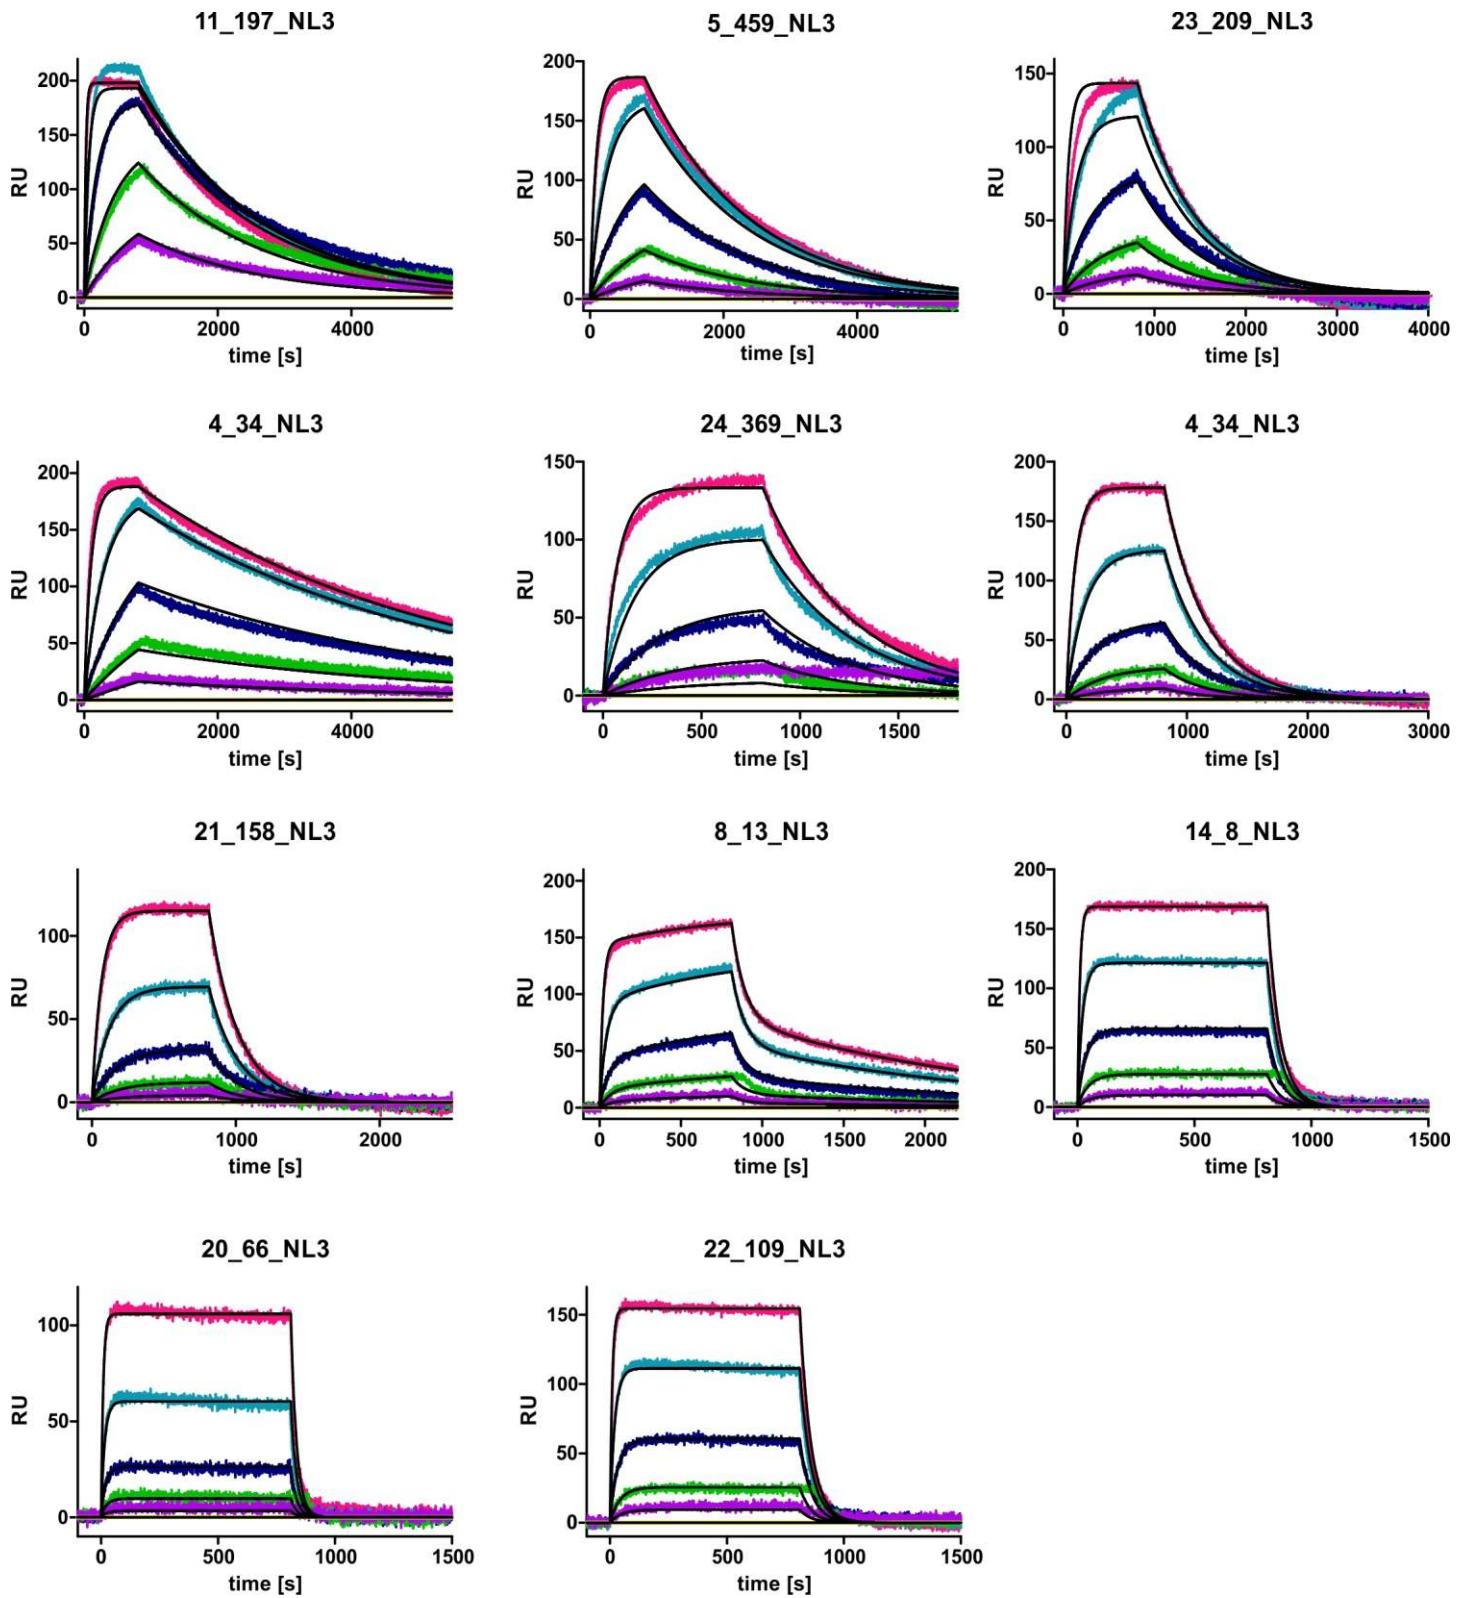 11_197_NL3
5_459_NL3
23_209_NL3
RU
200
150
100
50
0
0 2000 4000
time [s]
RU
200
150
100
50
0
0 2000 4000
time [s]
RU
150
100
50
0
0 1000 2000 3000 4000
time [s]
4_34_NL3
24_369_NL3
4_34_NL3
RU
200
150
100
50
0
0 2000 4000
time [s]
RU
150
100
50
0
0 500 1000 1500
time [s]
RU
200
150
100
50
0
0 1000 2000 3000
time [s]
21_158_NL3
8_13_NL3
14_8_NL3
RU
100
50
0
0 1000 2000
time [s]
RU
200
150
100
50
0
0 500 1000 1500 2000
time [s]
RU
200
150
100
50
0
0 500 1000 1500
time [s]
20_66_NL3
22_109_NL3
RU
100
50
0
0 500 1000 1500
time [s]
RU
150
100
50
0
0 500 1000 1500
time [s]